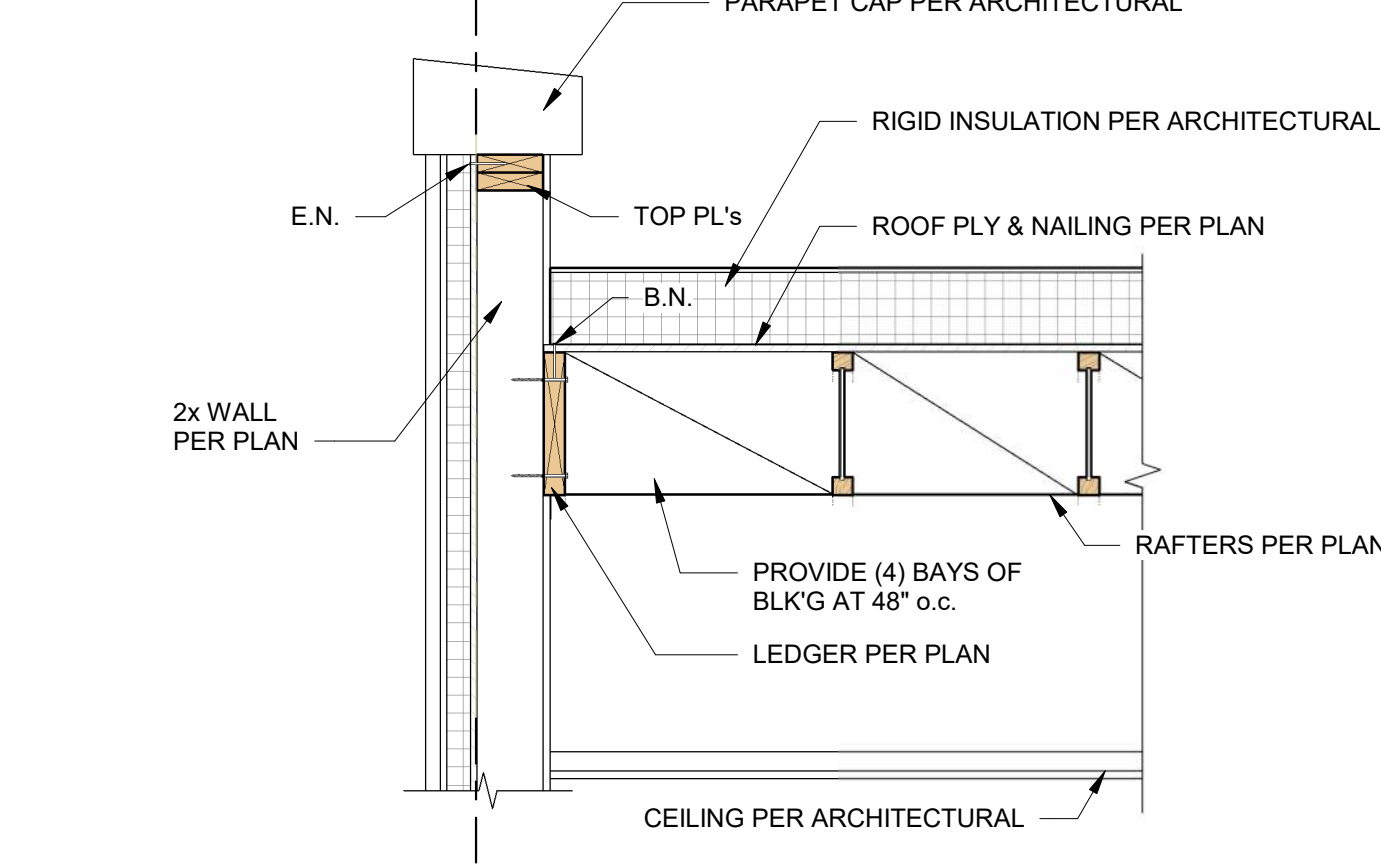 PARAPET CAP PER ARCHITECTURAL
RIGID INSULATION PER ARCHITECTURAL
E.N.
TOP PL's
ROOF PLY & NAILING PER PLAN
B.N.
2x WALL
PER PLAN
RAFTERS PER PLAN
PROVIDE (4) BAYS OF
BLK'G AT 48" o.c.
LEDGER PER PLAN
CEILING PER ARCHITECTURAL